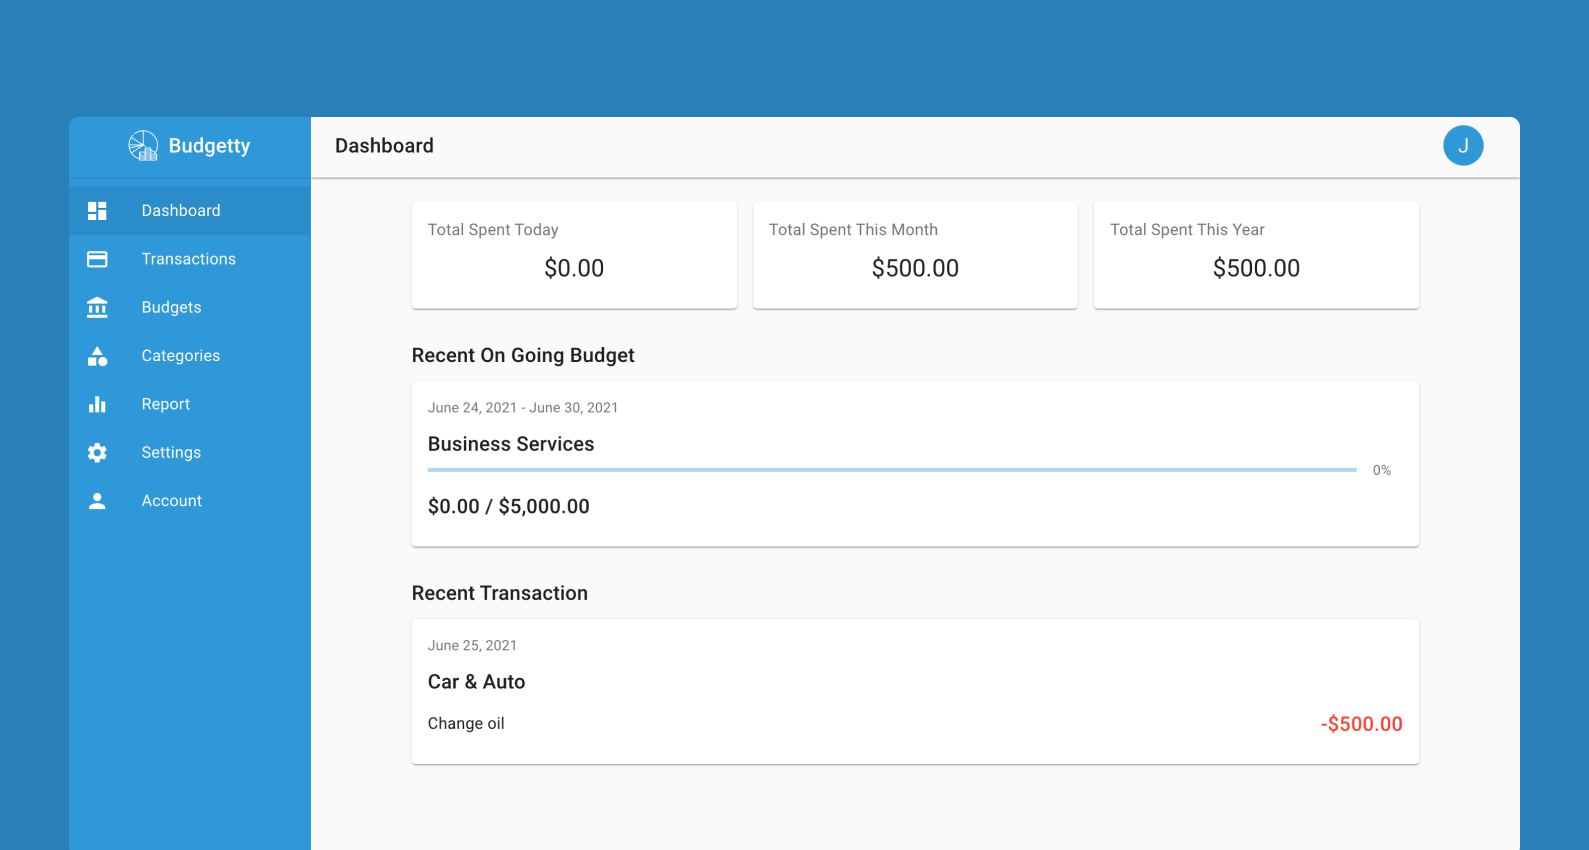 Budgetty
Dashboard
J
Dashboard
Transactions
Budgets
Categories
Report
Settings
Account
Total Spent Today
$0.00
Total Spent This Month
$500.00
Total Spent This Year
$500.00
Recent On Going Budget
June 24, 2021 - June 30, 2021
Business Services
0%
$0.00 / $5,000.00
Recent Transaction
June 25, 2021
Car & Auto
Change oil
-$500.00